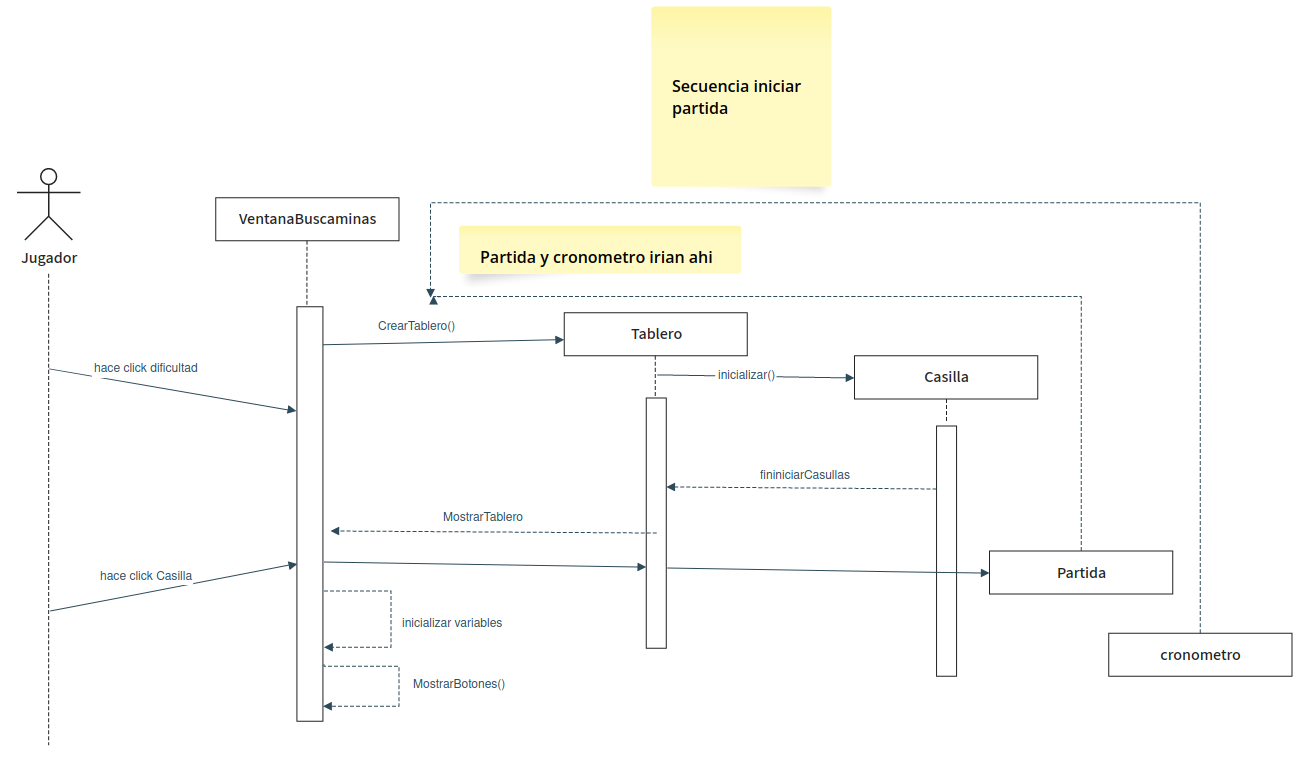 Secuencia iniciar
partida
Jugador
VentanaBuscaminas
Partida y cronometro irian ahi
CrearTablero()
Tablero
hace click dificultad
inicializar()
Casilla
fininiciarCasullas
MostrarTablero
hace click Casilla
Partida
inicializar variables
cronometro
MostrarBotones()